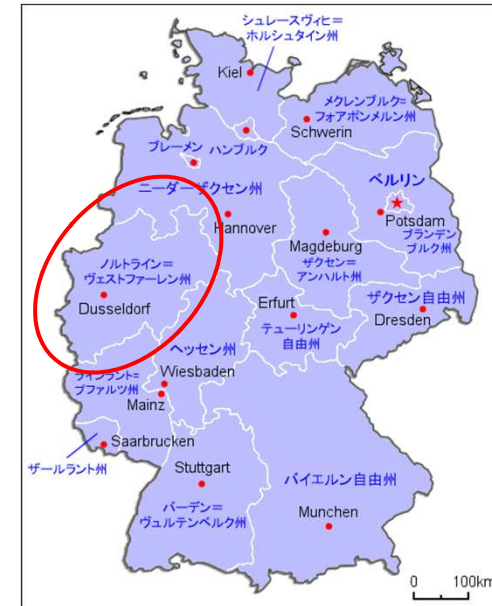 シュレースヴィヒ＝
ホルシュタイン州
Kiel
メクレンブルク＝
フォアポンメルン州
Schwerin
ブレーメン
ハンブルク
ニーダーザクセン州
ベルリン
Potsdam
ブランデン
ブルク州
Hannover
Magdeburg
ザクセン＝
アンハルト州
ノルトライン＝
ヴェストファーレン州
Dusseldorf
Erfurt
テューリンゲン
自由州
ザクセン自由州
Dresden
ヘッセン州
Wiesbaden
ラインラント＝
プファルツ州
Mainz
Saarbrucken
ザールラント州
Stuttgart
バーデン＝
ヴュルテンベルク州
バイエルン自由州
Munchen
0 100km